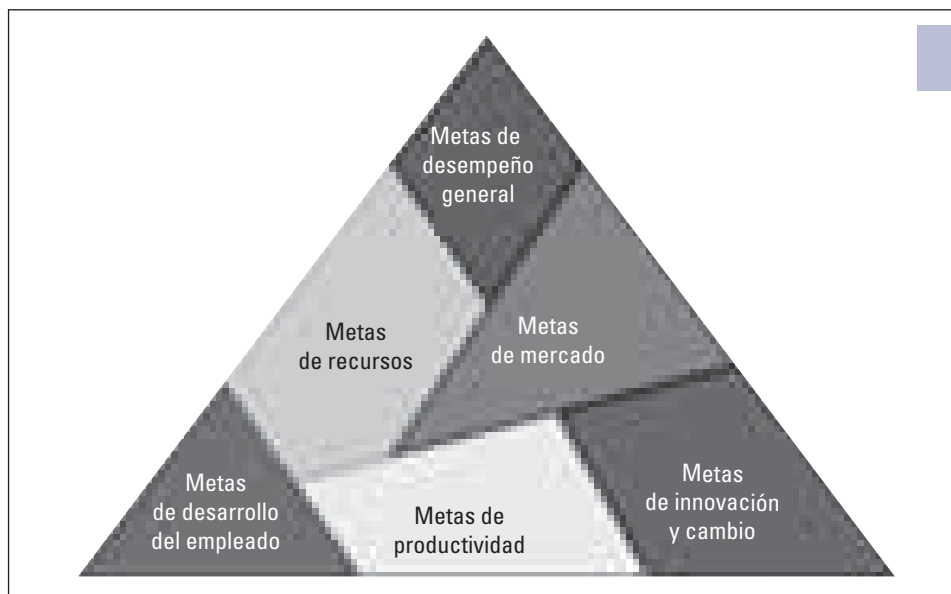 Metas de
desempeño
general
Metas
de recursos
Metas
de mercado
Metas
de desarrollo
del empleado
Metas de
productividad
Metas
de innovación
y cambio